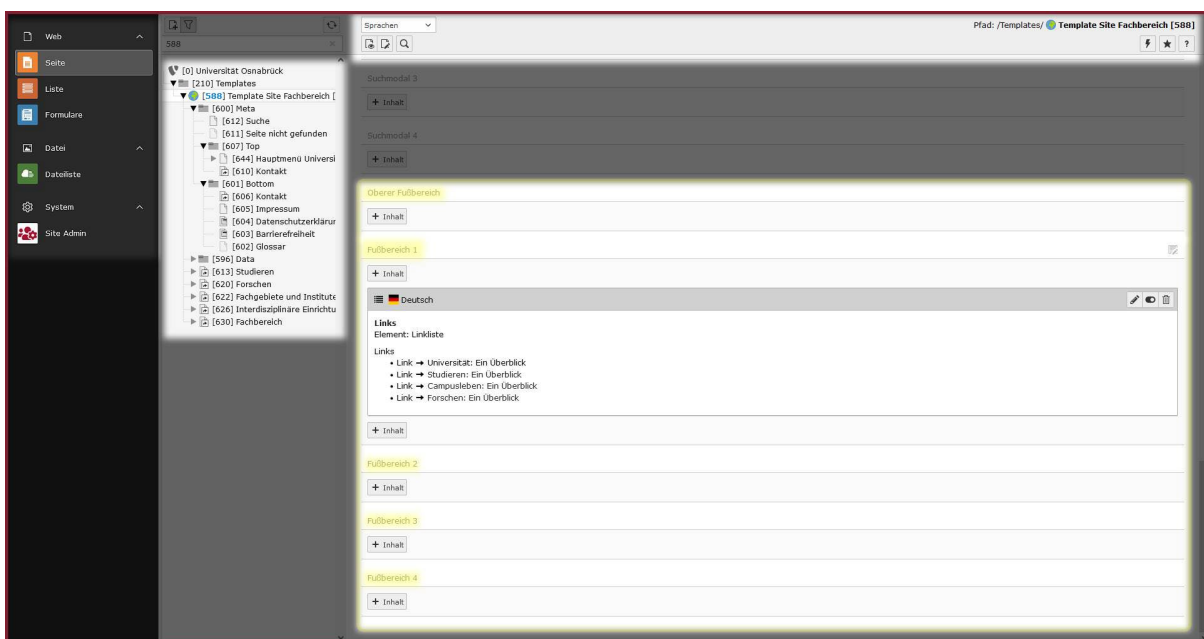 Web
Seite
Liste
Formulare
Datei
Dateiliste
System
Site Admin
588
[0] Universität Osnabrück
[210] Templates
[588] Template Site Fachbereich [
[600] Meta
[612] Suche
[611] Seite nicht gefunden
[607] Top
[644] Hauptmenü Universi
[610] Kontakt
[601] Bottom
[606] Kontakt
[605] Impressum
[604] Datenschutzerklärur
[603] Barrierefreiheit
[602] Glossar
[596] Data
[613] Studieren
[620] Forschen
[622] Fachgebiete und Institute
[626] Interdisziplinäre Einrichtu
[630] Fachbereich
Sprachen
Pfad: /Templates/ Template Site Fachbereich [588]
?
Suchmodal 3
+ Inhalt
Suchmodal 4
+ Inhalt
Oberer Fußbereich
+ Inhalt
Fußbereich 1
+ Inhalt
Deutsch
Links
Element: Linkliste
Links
• Link → Universität: Ein Überblick
• Link → Studieren: Ein Überblick
• Link → Campusleben: Ein Überblick
• Link → Forschen: Ein Überblick
+ Inhalt
Fußbereich 2
+ Inhalt
Fußbereich 3
+ Inhalt
Fußbereich 4
+ Inhalt